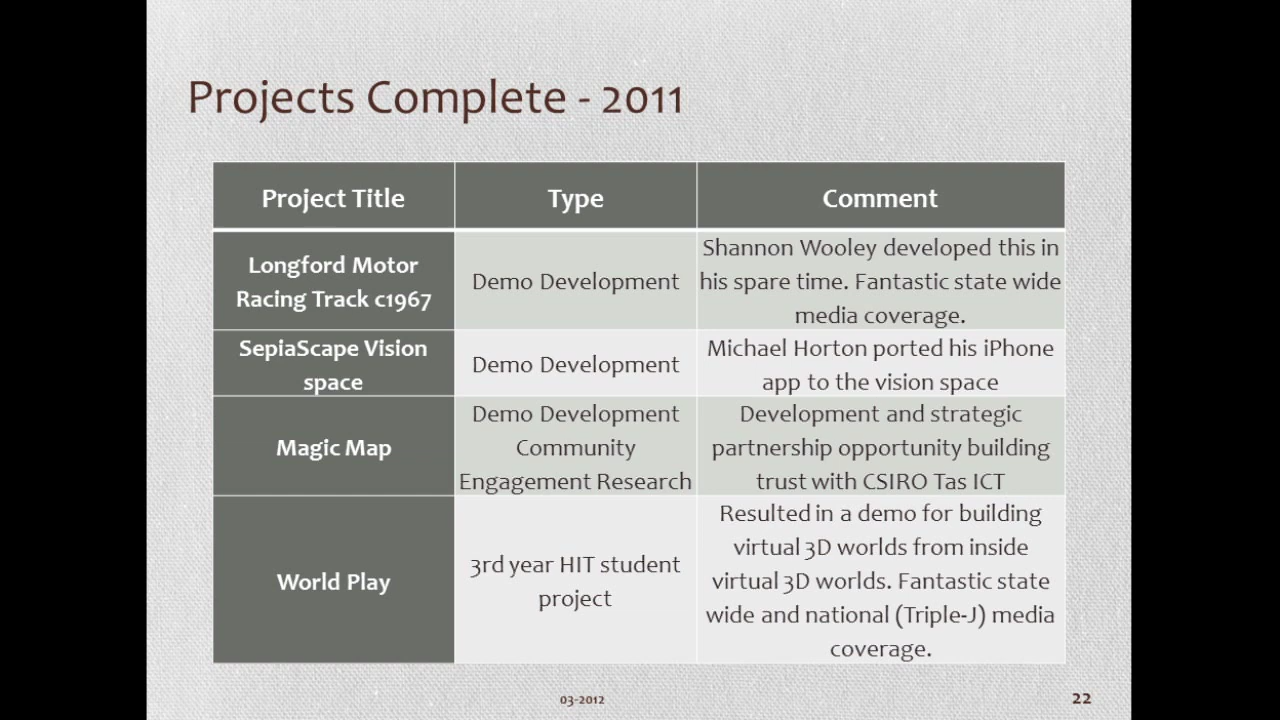 Projects Complete - 2011
Project Title
Type
Comment
Longford Motor
Racing Track c1967
Demo Development
Shannon Wooley developed this in
his spare time. Fantastic state wide
media coverage.
SepiaScape Vision
space
Demo Development
Michael Horton ported his iPhone
app to the vision space
Magic Map
Demo Development
Community
Engagement Research
Development and strategic
partnership opportunity building
trust with CSIRO Tas ICT
World Play
3rd year HIT student
project
Resulted in a demo for building
virtual 3D worlds from inside
virtual 3D worlds. Fantastic state
wide and national (Triple-J) media
coverage.
03-2012
22